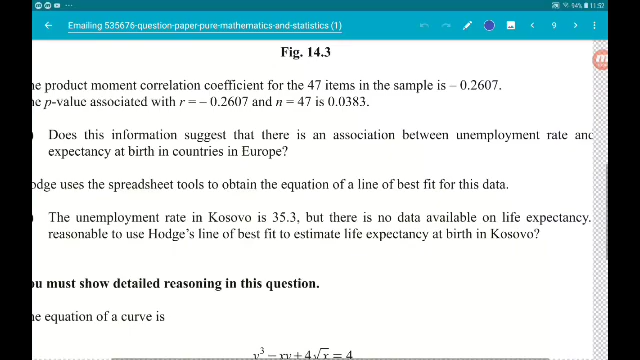 11:52
54%
Emailing 535676-question-paper-pure-mathematics-and-statistics (1)
9
Fig. 14.3
product moment correlation coefficient for the 47 items in the sample is – 0.2607.
p-value associated with r = – 0.2607 and n = 47 is 0.0383.
Does this information suggest that there is an association between unemployment rate and
expectancy at birth in countries in Europe?
uses the spreadsheet tools to obtain the equation of a line of best fit for this data.
The unemployment rate in Kosovo is 35.3, but there is no data available on life expectancy.
reasonable to use Hodge's line of best fit to estimate life expectancy at birth in Kosovo?
must show detailed reasoning in this question.
equation of a curve is
y³ – xy + 4√x = 4